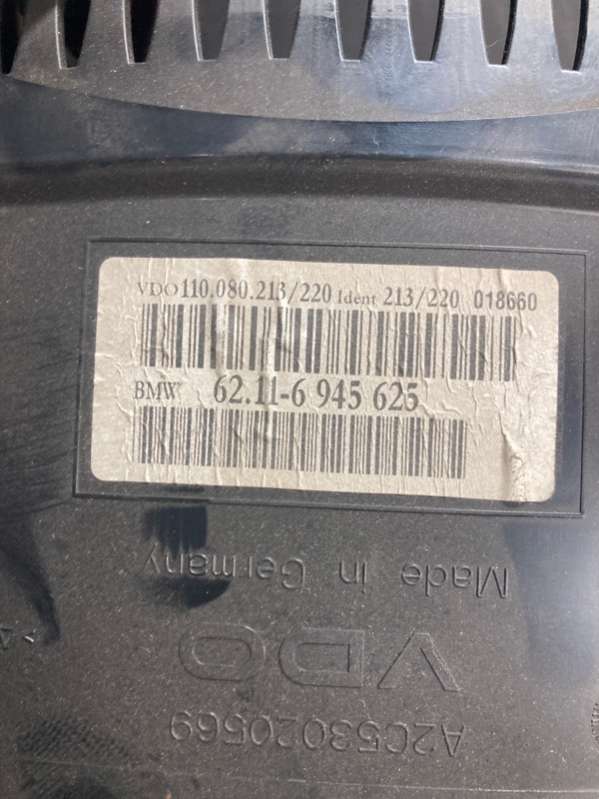 VDO 110.080.213/220 Ident 213/220 018660
BMW 62.11-6 945 625
Made in Germany
VDO
A2C53020569